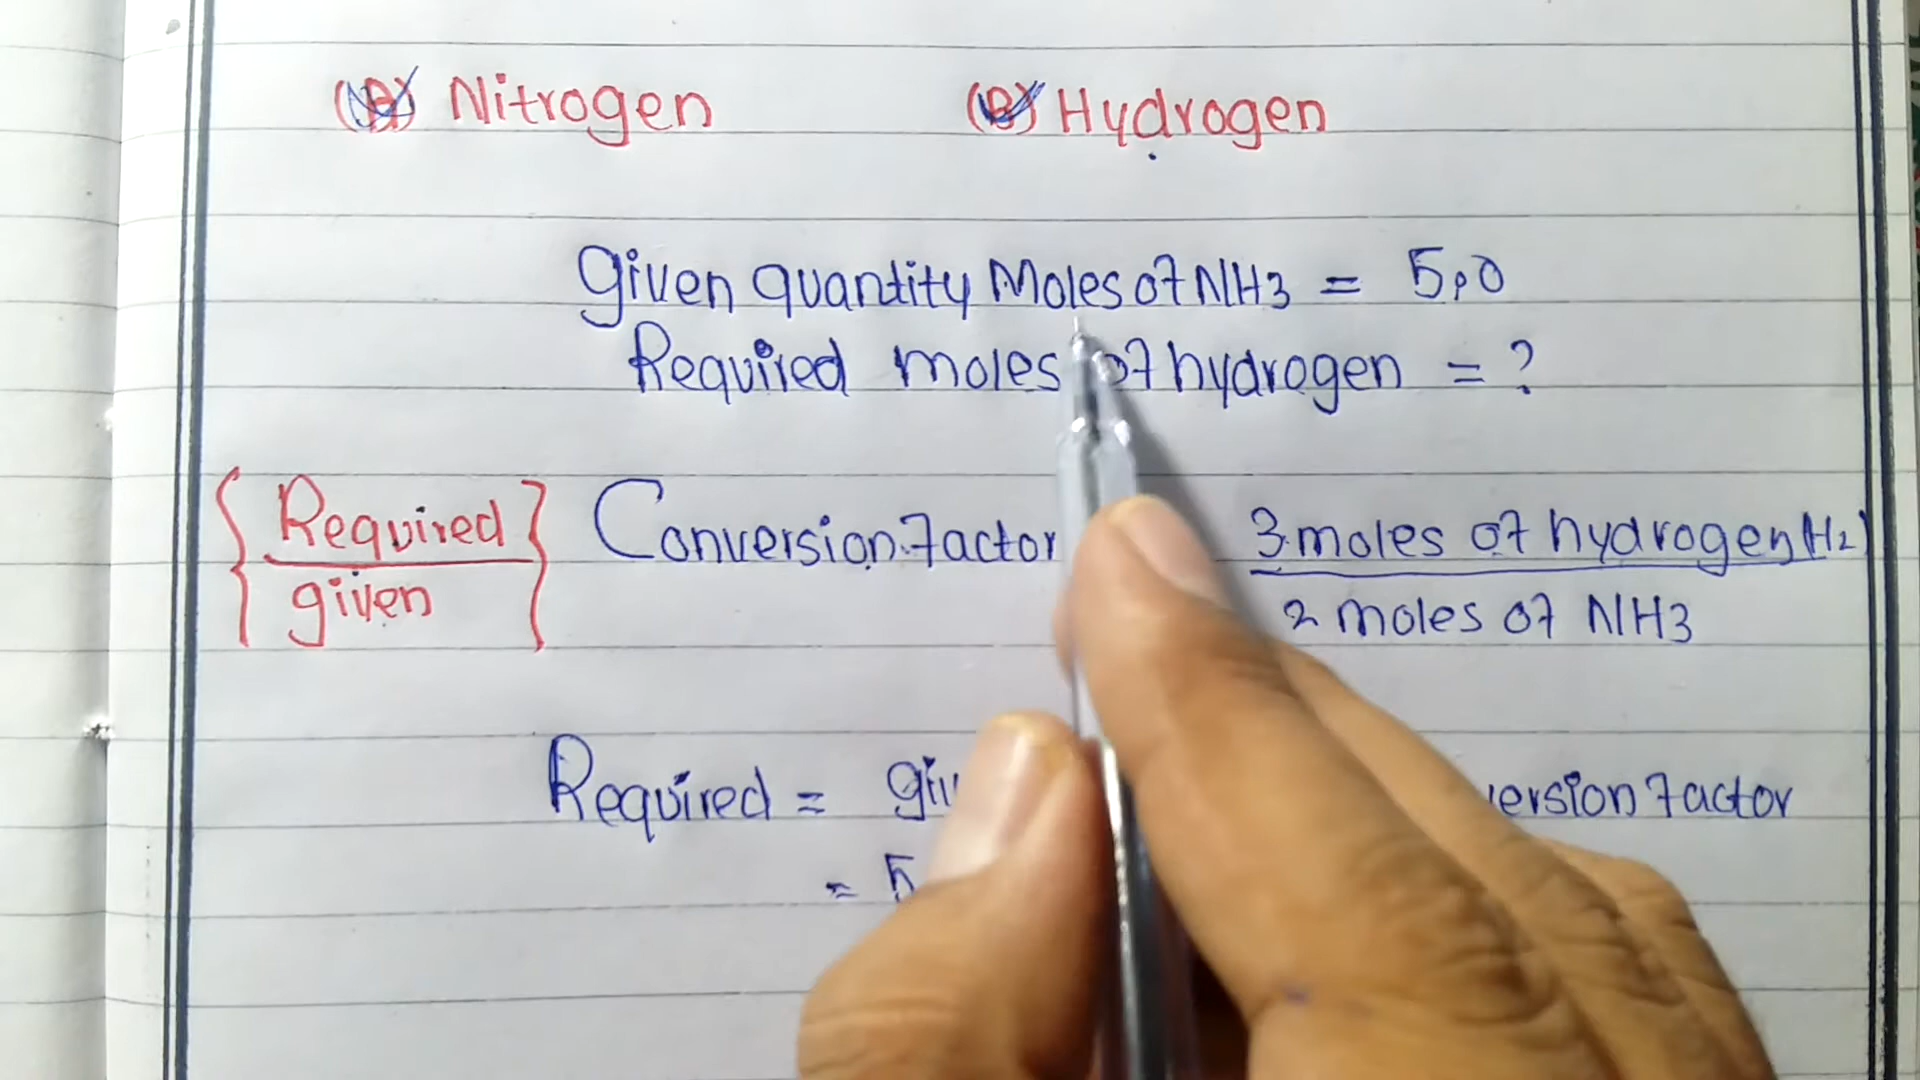 (A) Nitrogen (B) Hydrogen
Given quantity Moles of NH3 = 5.0
Required moles of hydrogen = ?
{Required/given} Conversion factor 3 moles of hydrogen(H2)
2 moles of NH3
Required = conversion factor
= 5